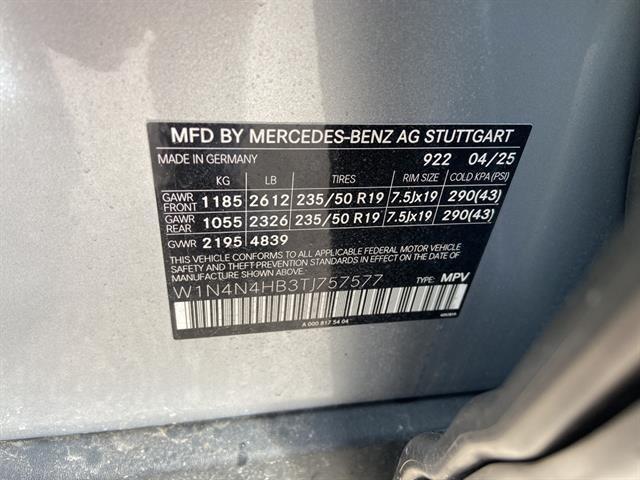 MFD BY MERCEDES-BENZ AG STUTTGART
MADE IN GERMANY 922 04/25
KG LB TIRES RIM SIZE COLD KPA (PSI)
GAWR FRONT 1185 2612 235/50 R19 7.5Jx19 290(43)
GAWR REAR 1055 2326 235/50 R19 7.5Jx19 290(43)
GVWR 2195 4839
THIS VEHICLE CONFORMS TO ALL APPLICABLE FEDERAL MOTOR VEHICLE
SAFETY AND THEFT PREVENTION STANDARDS IN EFFECT ON THE DATE
OF MANUFACTURE SHOWN ABOVE.
W1N4N4HB3TJ757577 TYPE: MPV
A 000 817 54 04